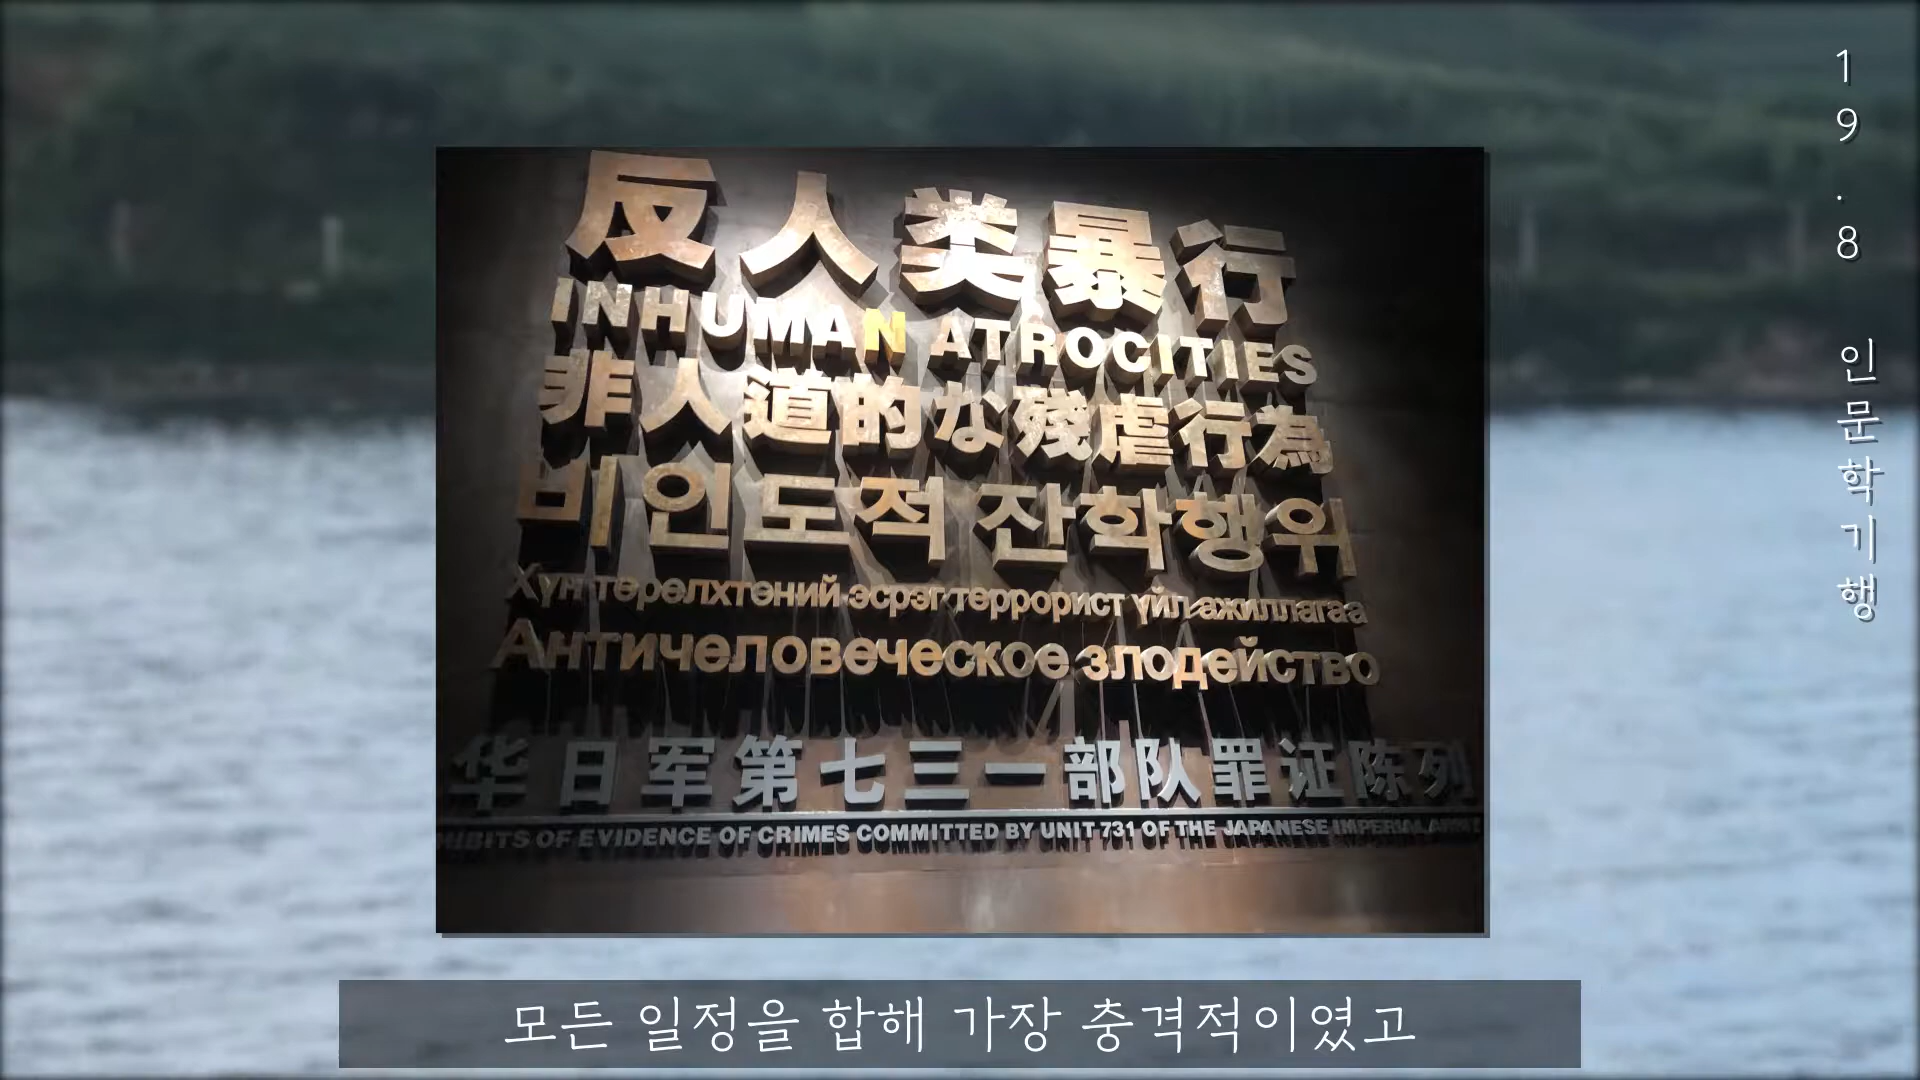 反人类暴行
INHUMAN ATROCITIES
非人道的な殘虐行為
비인도적 잔학행위
Хүн төрөлхтөний эсрэг террорист үйл ажиллагаа
Античеловеческое злодейство
华日军第七三一部队罪证陈列
HIBITS OF EVIDENCE OF CRIMES COMMITTED BY UNIT 731 OF THE JAPANESE IMPERIAL ARMY
19.8 인문학기행
모든 일정을 합해 가장 충격적이였고